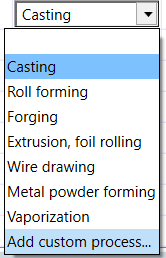 Casting
Casting
Roll forming
Forging
Extrusion, foil rolling
Wire drawing
Metal powder forming
Vaporization
Add custom process...